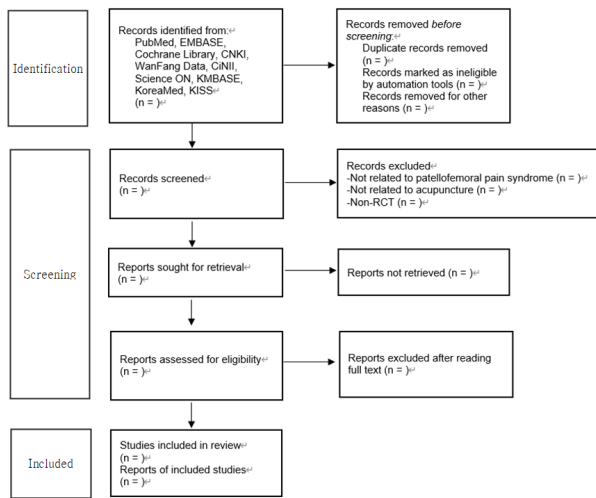 Identification
Records identified from:↵
PubMed, EMBASE,
Cochrane Library, CNKI,
WanFang Data, CiNII,
Science ON, KMBASE,
KoreaMed, KISS↵
(n = )↵
Records removed before
screening:↵
Duplicate records removed
(n = )↵
Records marked as ineligible
by automation tools (n = )↵
Records removed for other
reasons (n = )↵
Screening
Records screened↵
(n = )↵
Records excluded
-Not related to patellofemoral pain syndrome (n = )↵
-Not related to acupuncture (n = )↵
-Non-RCT (n = )↵
Reports sought for retrieval↵
(n = )↵
Reports not retrieved (n = )↵
Reports assessed for eligibility↵
(n = )↵
Reports excluded after reading
full text (n = )↵
Included
Studies included in review↵
(n = )↵
Reports of included studies↵
(n = )↵